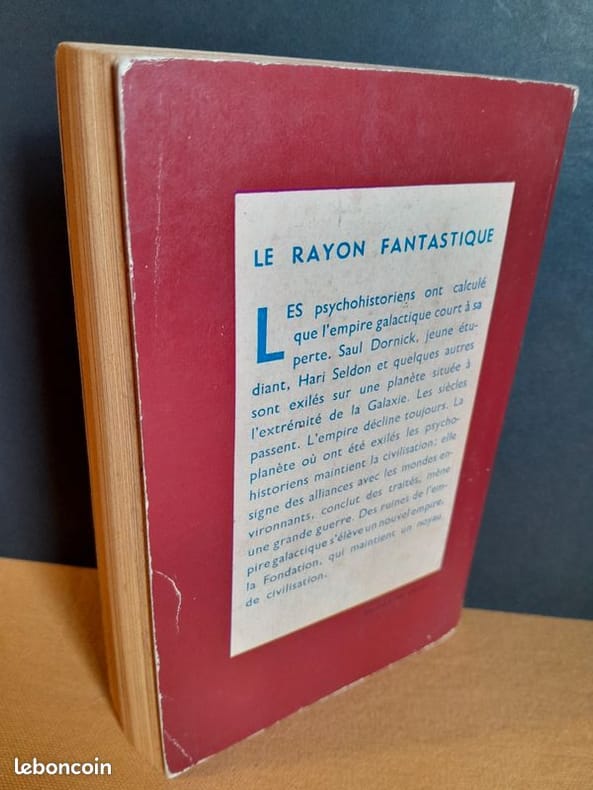 LE RAYON FANTASTIQUE
LES psychohistoriens ont calculé
que l'empire galactique court à sa
perte. Saul Dornick, jeune étu-
diant, Hari Seldon et quelques autres
sont exilés sur une planète située à
l'extrémité de la Galaxie. Les siècles
passent. L'empire décline toujours. La
planète où ont été exilés les psycho-
historiens maintient la civilisation; elle
signe des alliances avec les mondes en-
vironnants, conclut des traités, mène
une grande guerre. Des ruines de l'em-
pire galactique s'élève un nouvel empire,
la Fondation, qui maintient un noyau
de civilisation.
leboncoin